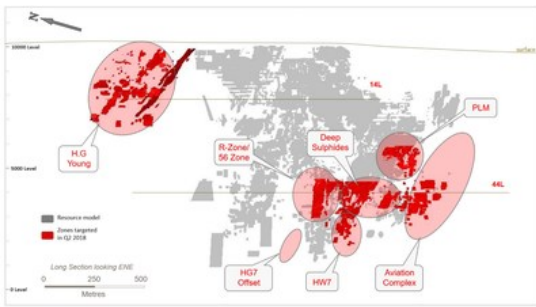 N
10000 Level
surface
14L
PLM
Deep
Sulphides
R-Zone/
56 Zone
H.G
Young
5000 Level
44L
Resource model
Zones targeted
in Q2 2018
Long Section looking ENE
0 250 500
Metres
0 Level
HG7
Offset
HW7
Aviation
Complex